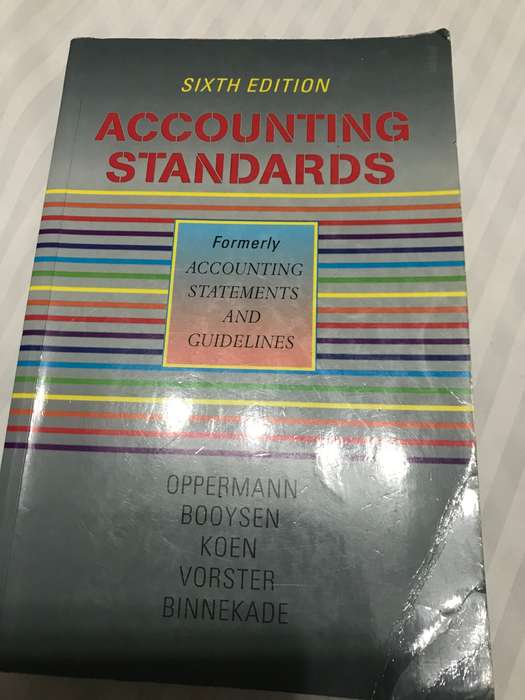 SIXTH EDITION
ACCOUNTING
STANDARDS
Formerly
ACCOUNTING
STATEMENTS
AND
GUIDELINES
OPPERMANN
BOOYSEN
KOEN
VORSTER
BINNEKADE